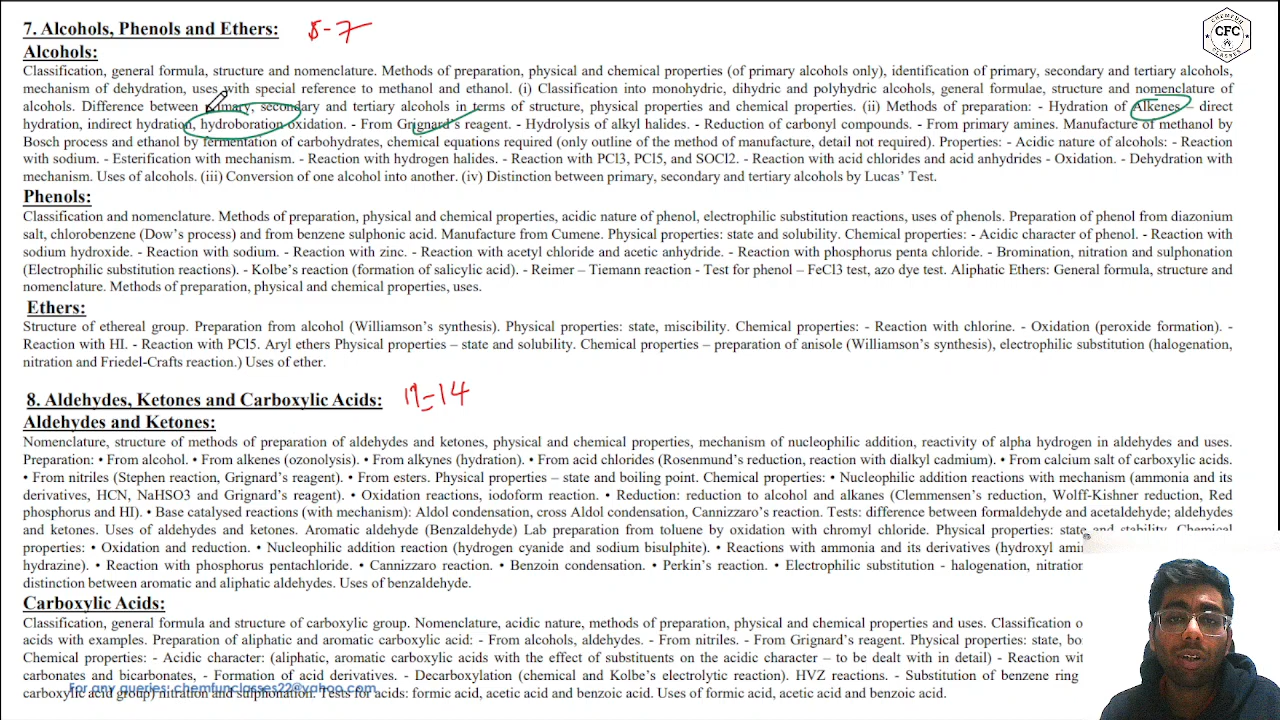 7. Alcohols, Phenols and Ethers:
5-7
CFC
Alcohols:
Classification, general formula, structure and nomenclature. Methods of preparation, physical and chemical properties (of primary alcohols only), identification of primary, secondary and tertiary alcohols,
mechanism of dehydration, uses with special reference to methanol and ethanol. (i) Classification into monohydric, dihydric and polyhydric alcohols, general formulae, structure and nomenclature of
alcohols. Difference between primary, secondary and tertiary alcohols in terms of structure, physical properties and chemical properties. (ii) Methods of preparation: - Hydration of Alkenes – direct
hydration, indirect hydration, hydroboration oxidation. - From Grignard's reagent. - Hydrolysis of alkyl halides. - Reduction of carbonyl compounds. - From primary amines. Manufacture of methanol by
Bosch process and ethanol by fermentation of carbohydrates, chemical equations required (only outline of the method of manufacture, detail not required). Properties: - Acidic nature of alcohols: - Reaction
with sodium. - Esterification with mechanism. - Reaction with hydrogen halides. - Reaction with PCl3, PCl5, and SOCl2. - Reaction with acid chlorides and acid anhydrides - Oxidation. - Dehydration with
mechanism. Uses of alcohols. (iii) Conversion of one alcohol into another. (iv) Distinction between primary, secondary and tertiary alcohols by Lucas' Test.
Phenols:
Classification and nomenclature. Methods of preparation, physical and chemical properties, acidic nature of phenol, electrophilic substitution reactions, uses of phenols. Preparation of phenol from diazonium
salt, chlorobenzene (Dow's process) and from benzene sulphonic acid. Manufacture from Cumene. Physical properties: state and solubility. Chemical properties: - Acidic character of phenol. - Reaction with
sodium hydroxide. - Reaction with sodium. - Reaction with zinc. - Reaction with acetyl chloride and acetic anhydride. - Reaction with phosphorus penta chloride. - Bromination, nitration and sulphonation
(Electrophilic substitution reactions). - Kolbe's reaction (formation of salicylic acid). - Reimer – Tiemann reaction - Test for phenol – FeCl3 test, azo dye test. Aliphatic Ethers: General formula, structure and
nomenclature. Methods of preparation, physical and chemical properties, uses.
Ethers:
Structure of ethereal group. Preparation from alcohol (Williamson's synthesis). Physical properties: state, miscibility. Chemical properties: - Reaction with chlorine. - Oxidation (peroxide formation). -
Reaction with HI. - Reaction with PCl5. Aryl ethers Physical properties – state and solubility. Chemical properties – preparation of anisole (Williamson's synthesis), electrophilic substitution (halogenation,
nitration and Friedel-Crafts reaction.) Uses of ether.
8. Aldehydes, Ketones and Carboxylic Acids:
Aldehydes and Ketones:
Nomenclature, structure of methods of preparation of aldehydes and ketones, physical and chemical properties, mechanism of nucleophilic addition, reactivity of alpha hydrogen in aldehydes and uses.
Preparation: • From alcohol. • From alkenes (ozonolysis). • From alkynes (hydration). • From acid chlorides (Rosenmund's reduction, reaction with dialkyl cadmium). • From calcium salt of carboxylic acids.
• From nitriles (Stephen reaction, Grignard's reagent). • From esters. Physical properties – state and boiling point. Chemical properties: • Nucleophilic addition reactions with mechanism (ammonia and its
derivatives, HCN, NaHSO3 and Grignard's reagent). • Oxidation reactions, iodoform reaction. • Reduction: reduction to alcohol and alkanes (Clemmensen's reduction, Wolff-Kishner reduction, Red
phosphorus and HI). • Base catalysed reactions (with mechanism): Aldol condensation, cross Aldol condensation, Cannizzaro's reaction. Tests: difference between formaldehyde and acetaldehyde; aldehydes
and ketones. Uses of aldehydes and ketones. Aromatic aldehyde (Benzaldehyde) Lab preparation from toluene by oxidation with chromyl chloride. Physical properties: state and stability. Chemical
properties: • Oxidation and reduction. • Nucleophilic addition reaction (hydrogen cyanide and sodium bisulphite). • Reactions with ammonia and its derivatives (hydroxyl ami
hydrazine). • Reaction with phosphorus pentachloride. • Cannizzaro reaction. • Benzoin condensation. • Perkin's reaction. • Electrophilic substitution - halogenation, nitration
distinction between aromatic and aliphatic aldehydes. Uses of benzaldehyde.
Carboxylic Acids:
Classification, general formula and structure of carboxylic group. Nomenclature, acidic nature, methods of preparation, physical and chemical properties and uses. Classification o
acids with examples. Preparation of aliphatic and aromatic carboxylic acid: - From alcohols, aldehydes. - From nitriles. - From Grignard's reagent. Physical properties: state, bo
Chemical properties: - Acidic character: (aliphatic, aromatic carboxylic acids with the effect of substituents on the acidic character – to be dealt with in detail) - Reaction wit
carbonates and bicarbonates, - Formation of acid derivatives. - Decarboxylation (chemical and Kolbe's electrolytic reaction). HVZ reactions. - Substitution of benzene ring
carboxylic acid group) nitration and sulphonation. Tests for acids: formic acid, acetic and benzoic acid. Uses of formic acid, acetic acid and benzoic acid.
For any queries: chemfunclasses22@yahoo.com